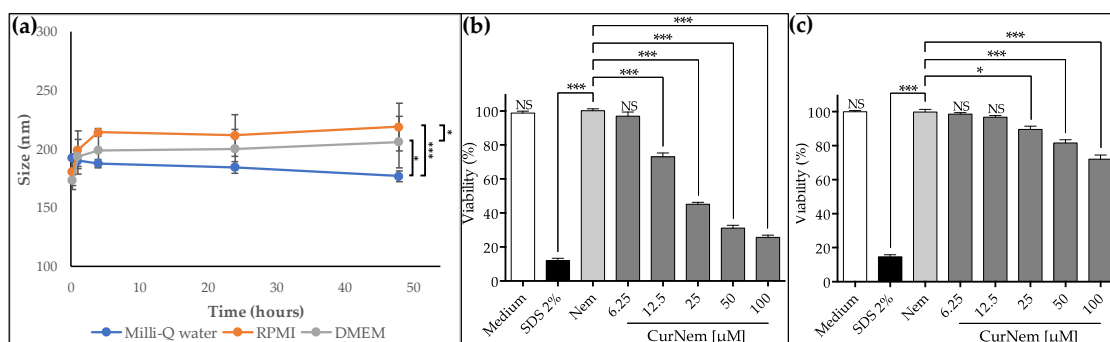 (a)
300
250
200
150
100
Size (nm)
0 10 20 30 40 50
Time (hours)
Milli-Q water RPMI DMEM
*
***
*
(b)
***
***
***
***
***
NS
NS
100
80
60
40
20
0
Viability (%)
Medium
SDS 2%
Nem
6.25
12.5
25
50
100
CurNem [μM]
(c)
***
***
*
***
NS
NS
NS
100
80
60
40
20
0
Viability (%)
Medium
SDS 2%
Nem
6.25
12.5
25
50
100
CurNem [μM]